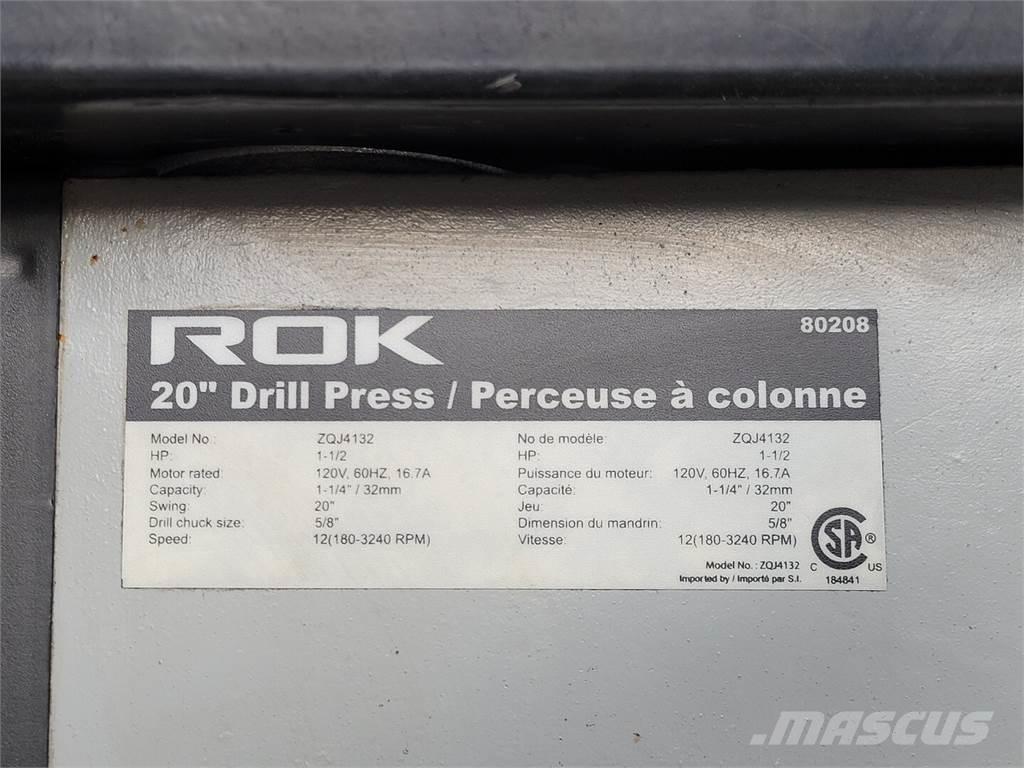 ROK
80208
20" Drill Press / Perceuse à colonne
Model No.: ZQJ4132
HP: 1-1/2
Motor rated: 120V, 60HZ, 16.7A
Capacity: 1-1/4" / 32mm
Swing: 20"
Drill chuck size: 5/8"
Speed: 12(180-3240 RPM)
No de modèle: ZQJ4132
HP: 1-1/2
Puissance du moteur: 120V, 60HZ, 16.7A
Capacité: 1-1/4" / 32mm
Jeu: 20"
Dimension du mandrin: 5/8"
Vitesse: 12(180-3240 RPM)
Model No.: ZQJ4132
Imported by / Importé par S.I.
C SA ® US
184841
MASCUS